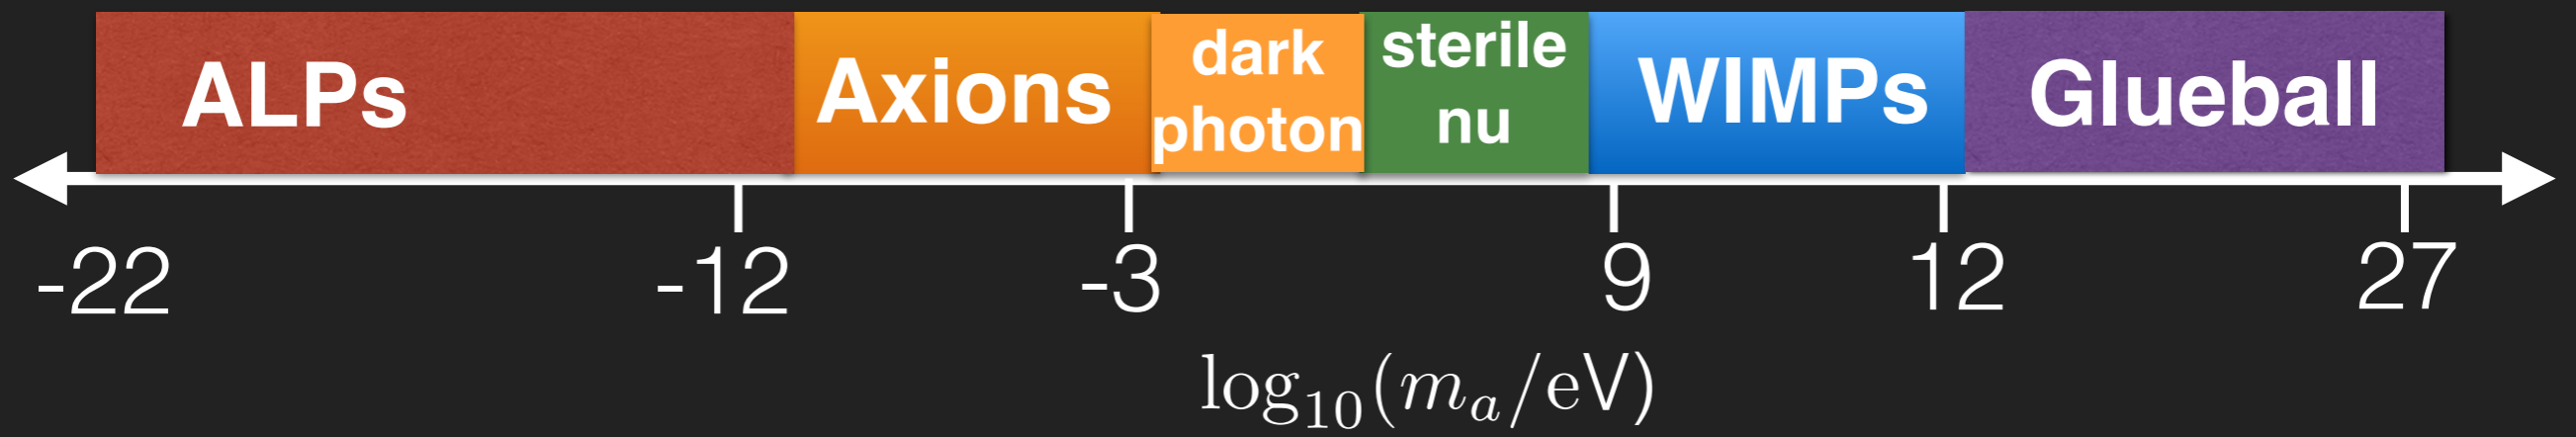 ALPs
Axions
dark
photon
sterile
nu
WIMPs
Glueball
-22
-12
-3
9
12
27
log₁₀(mₐ/eV)